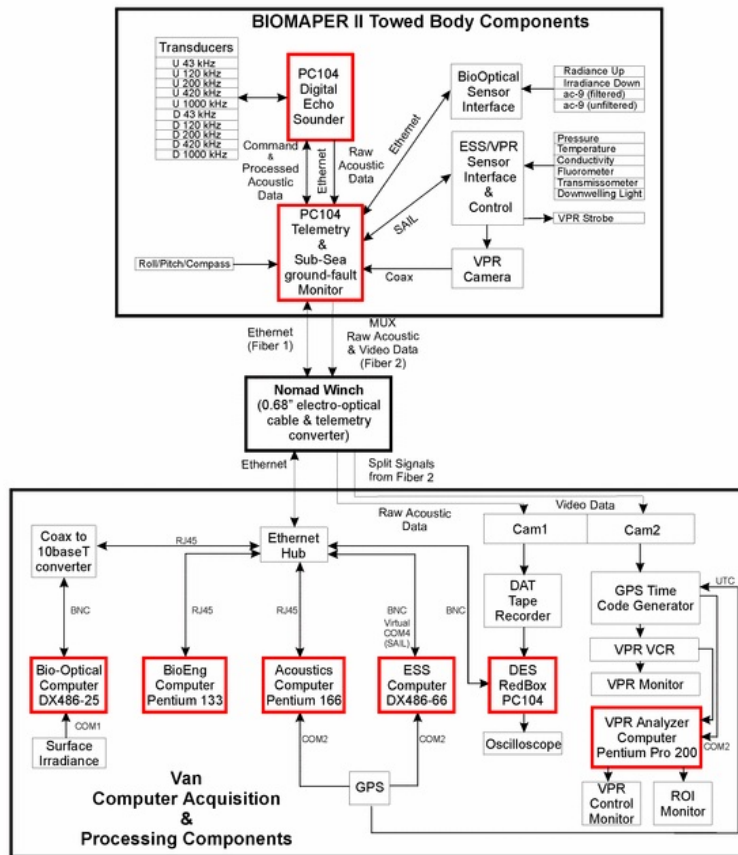 BIOMAPER II Towed Body Components
Transducers
U 43 kHz
U 120 kHz
U 200 kHz
U 420 kHz
U 1000 kHz
D 43 kHz
D 120 kHz
D 200 kHz
D 420 kHz
D 1000 kHz
PC104
Digital
Echo
Sounder
BioOptical
Sensor
Interface
Radiance Up
Irradiance Down
ac-9 (filtered)
ac-9 (unfiltered)
Command
&
Processed
Acoustic
Data
Ethernet
Raw
Acoustic
Data
Ethernet
ESS/VPR
Sensor
Interface
&
Control
Pressure
Temperature
Conductivity
Fluorometer
Transmissometer
Downwelling Light
VPR Strobe
SAIL
PC104
Telemetry
&
Sub-Sea
ground-fault
Monitor
Roll/Pitch/Compass
Coax
VPR
Camera
Ethernet
(Fiber 1)
MUX
Raw Acoustic
& Video Data
(Fiber 2)
Nomad Winch
(0.68" electro-optical
cable & telemetry
converter)
Ethernet
Split Signals
from Fiber 2
Raw Acoustic
Data
Video Data
Coax to
10baseT
converter
RJ45
Ethernet
Hub
Cam1
Cam2
DAT
Tape
Recorder
GPS Time
Code Generator
UTC
BNC
RJ45
RJ45
BNC
Virtual
COM4
(SAIL)
BNC
VPR VCR
VPR Monitor
Bio-Optical
Computer
DX486-25
BioEng
Computer
Pentium 133
Acoustics
Computer
Pentium 166
ESS
Computer
DX486-66
DES
RedBox
PC104
VPR Analyzer
Computer
Pentium Pro 200
COM2
COM1
COM2
COM2
Surface
Irradiance
Oscilloscope
GPS
VPR
Control
Monitor
ROI
Monitor
Van
Computer Acquisition
&
Processing Components